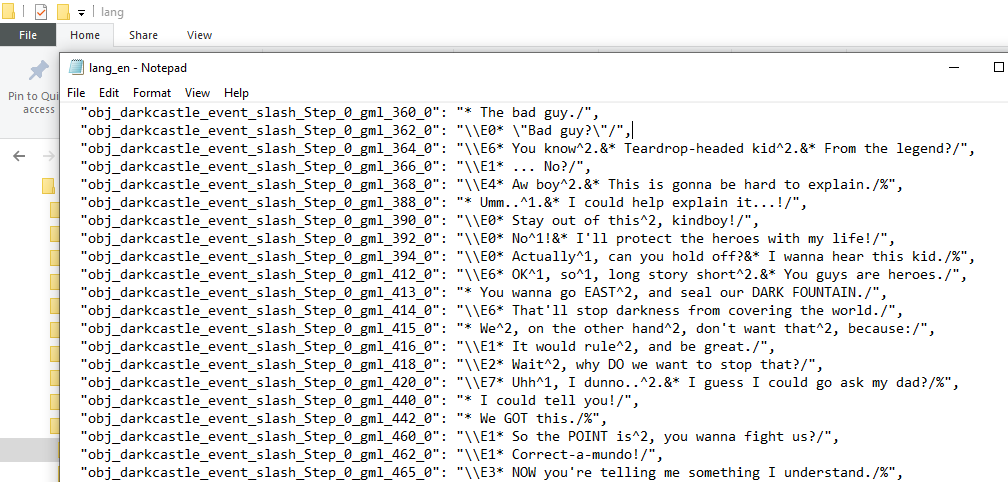 lang
File Home Share View
lang_en - Notepad
File Edit Format View Help
Pin to Qui
access
"obj_darkcastle_event_slash_Step_0_gml_360_0": "* The bad guy./",
"obj_darkcastle_event_slash_Step_0_gml_362_0": "\\E0* \"Bad guy?\"/",
"obj_darkcastle_event_slash_Step_0_gml_364_0": "\\E6* You know^2.&* Teardrop-headed kid^2.&* From the legend?/",
"obj_darkcastle_event_slash_Step_0_gml_366_0": "\\E1* ... No?/",
"obj_darkcastle_event_slash_Step_0_gml_368_0": "\\E4* Aw boy^2.&* This is gonna be hard to explain./%",
"obj_darkcastle_event_slash_Step_0_gml_388_0": "* Umm..^1.&* I could help explain it...!/",
"obj_darkcastle_event_slash_Step_0_gml_390_0": "\\E0* Stay out of this^2, kindboy!/",
"obj_darkcastle_event_slash_Step_0_gml_392_0": "\\E0* No^1!&* I'll protect the heroes with my life!/",
"obj_darkcastle_event_slash_Step_0_gml_394_0": "\\E0* Actually^1, can you hold off?&* I wanna hear this kid./%",
"obj_darkcastle_event_slash_Step_0_gml_412_0": "\\E6* OK^1, so^1, long story short^2.&* You guys are heroes./",
"obj_darkcastle_event_slash_Step_0_gml_413_0": "* You wanna go EAST^2, and seal our DARK FOUNTAIN./",
"obj_darkcastle_event_slash_Step_0_gml_414_0": "\\E6* That'll stop darkness from covering the world./",
"obj_darkcastle_event_slash_Step_0_gml_415_0": "* We^2, on the other hand^2, don't want that^2, because:/",
"obj_darkcastle_event_slash_Step_0_gml_416_0": "\\E1* It would rule^2, and be great./",
"obj_darkcastle_event_slash_Step_0_gml_418_0": "\\E2* Wait^2, why DO we want to stop that?/",
"obj_darkcastle_event_slash_Step_0_gml_420_0": "\\E7* Uhh^1, I dunno..^2.&* I guess I could go ask my dad?/%",
"obj_darkcastle_event_slash_Step_0_gml_440_0": "* I could tell you!/",
"obj_darkcastle_event_slash_Step_0_gml_442_0": "* We GOT this./%",
"obj_darkcastle_event_slash_Step_0_gml_460_0": "\\E1* So the POINT is^2, you wanna fight us?/",
"obj_darkcastle_event_slash_Step_0_gml_462_0": "\\E1* Correct-a-mundo!/",
"obj_darkcastle_event_slash_Step_0_gml_465_0": "\\E3* NOW you're telling me something I understand./%",